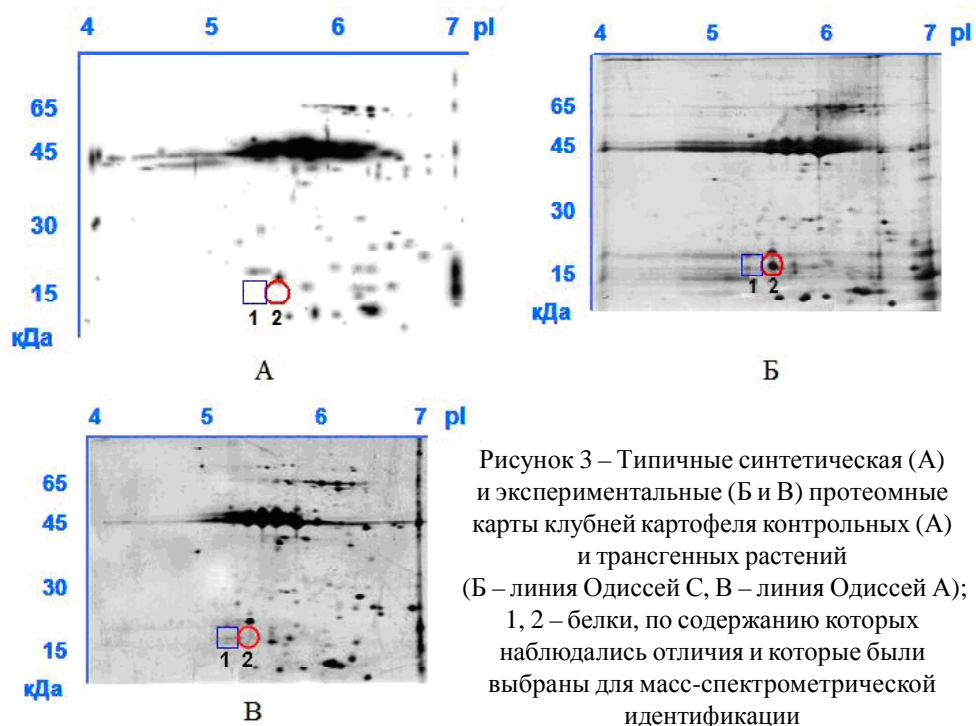 4 5 6 7 pI
65
45
30
15
кДа
1 2
А
4 5 6 7 pI
65
45
30
15
кДа
1 2
Б
4 5 6 7 pI
65
45
30
15
кДа
1 2
В
Рисунок 3 – Типичные синтетическая (А)
и экспериментальные (Б и В) протеомные
карты клубней картофеля контрольных (А)
и трансгенных растений
(Б – линия Одиссей С, В – линия Одиссей А);
1, 2 – белки, по содержанию которых
наблюдались отличия и которые были
выбраны для масс-спектрометрической
идентификации